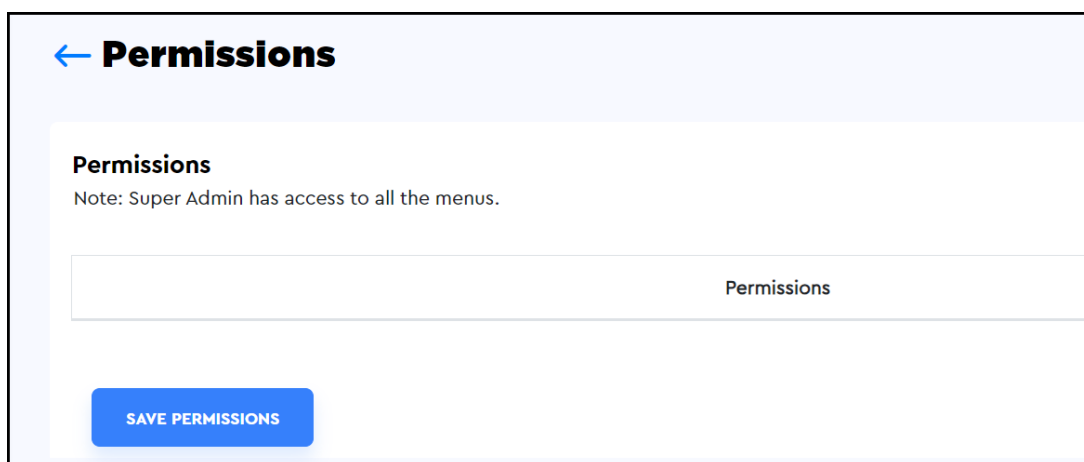 Permissions
Permissions
Note: Super Admin has access to all the menus.
Permissions
SAVE PERMISSIONS